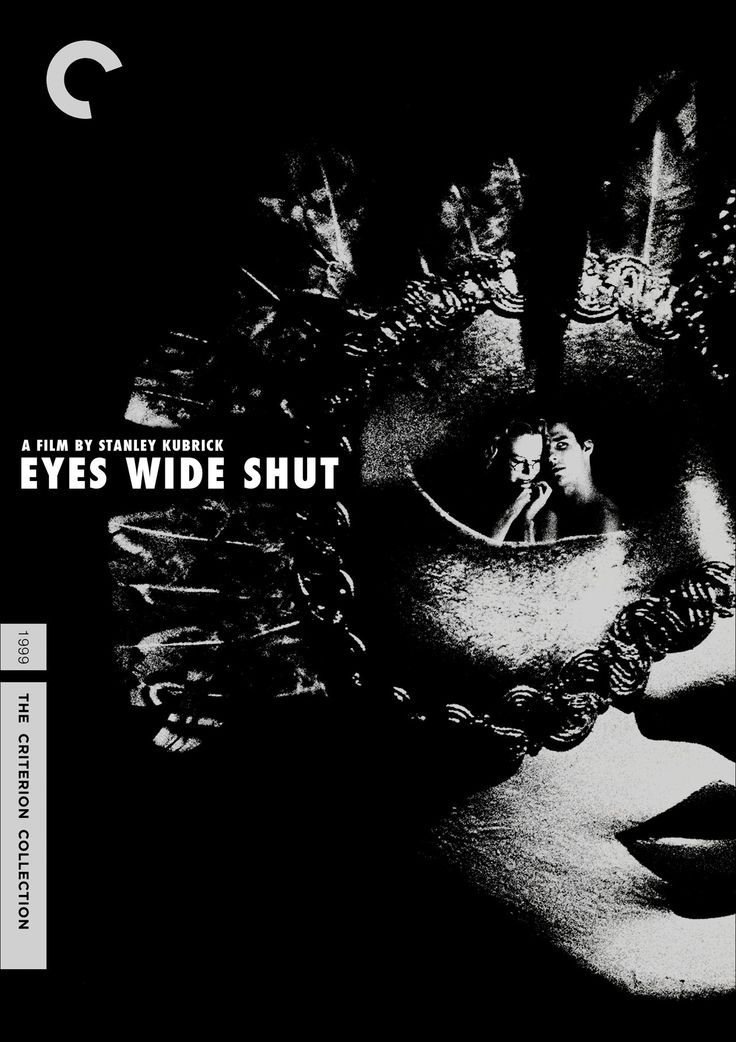 A FILM BY STANLEY KUBRICK
EYES WIDE SHUT
1999
THE CRITERION COLLECTION